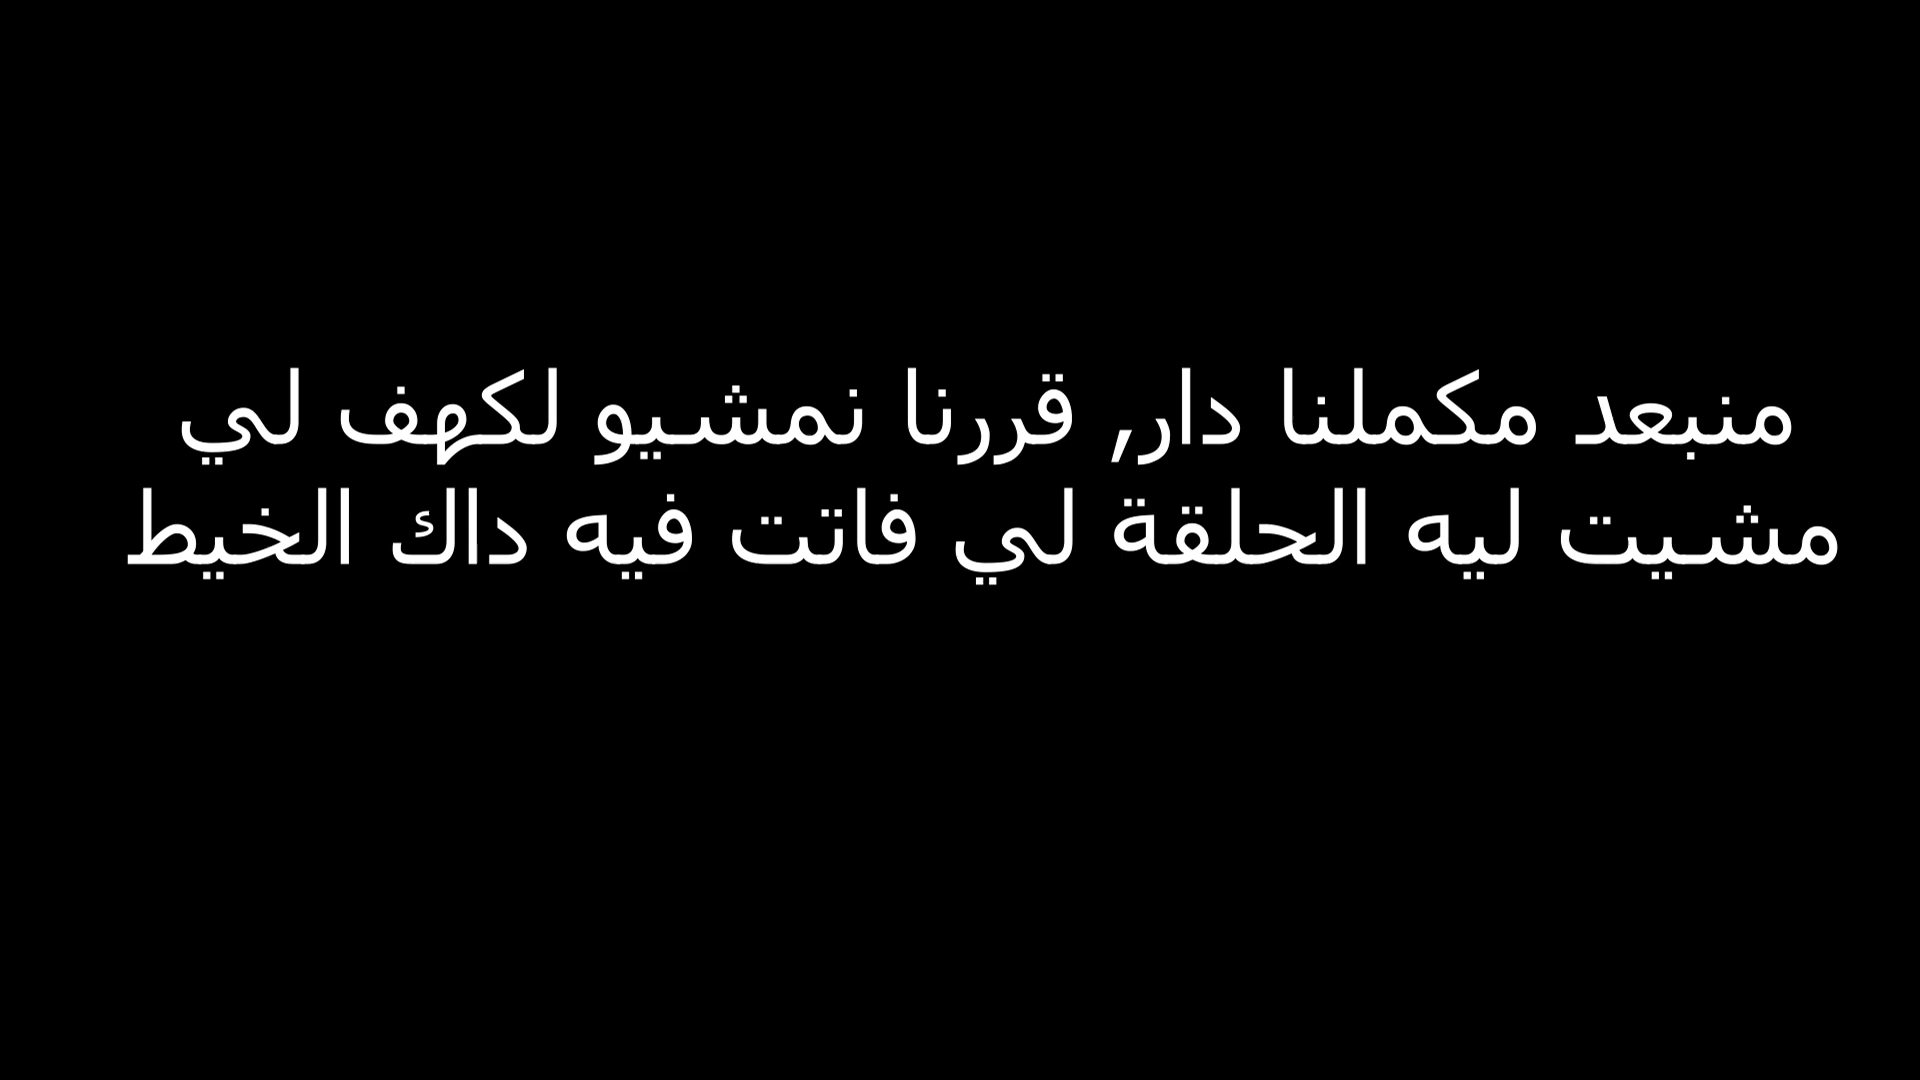 منبعد مكملنا دار, قررنا نمشيو لكهف لي
مشيت ليه الحلقة لي فاتت فيه داك الخيط